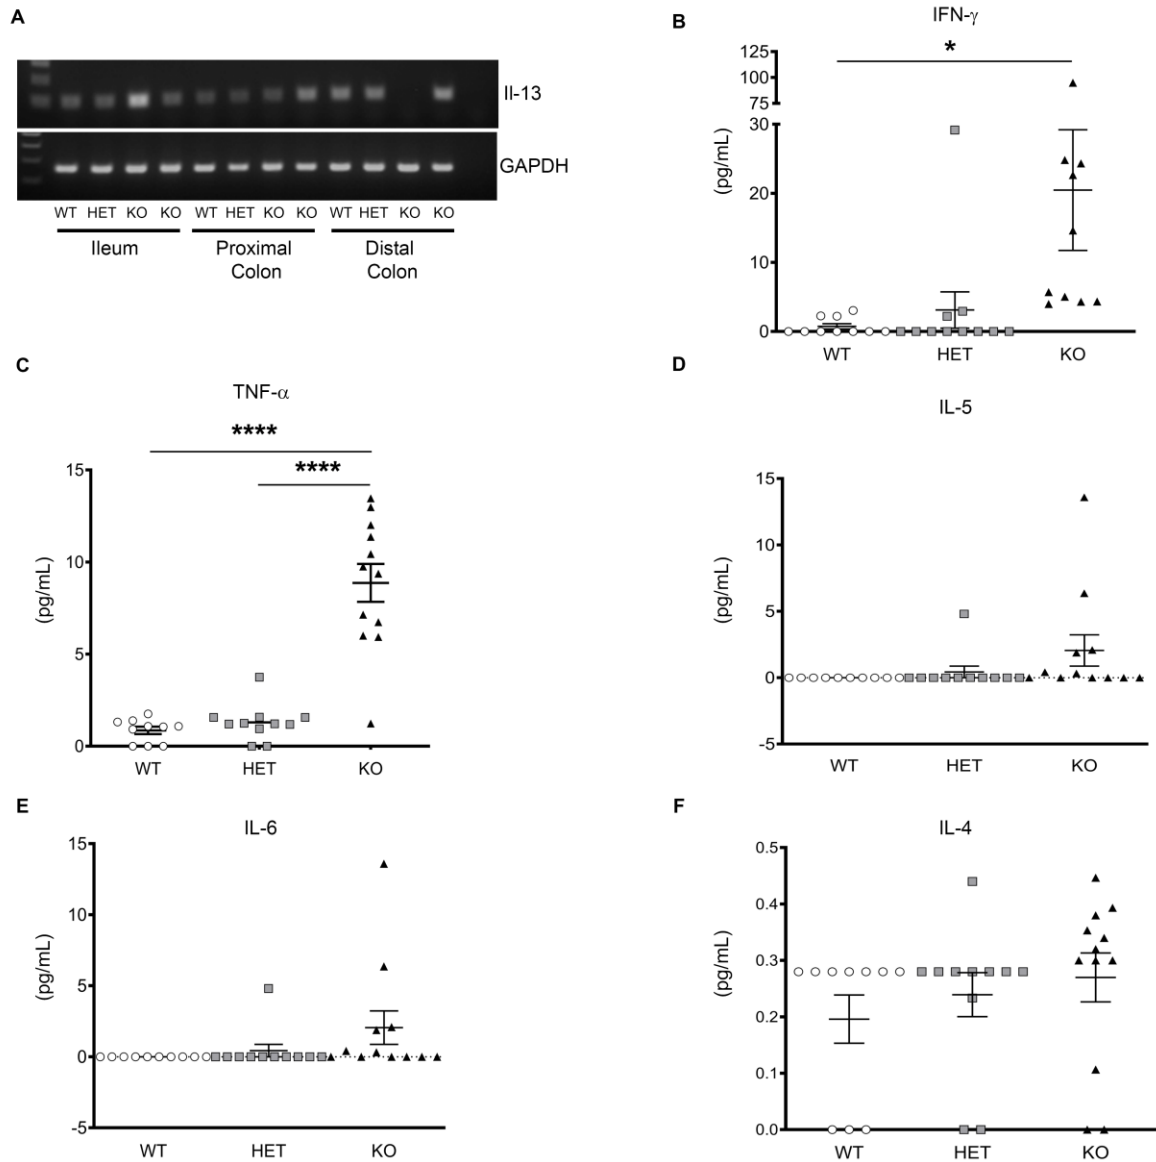 A
Il-13
GAPDH
WT HET KO KO WT HET KO KO WT HET KO KO
Ileum Proximal Colon Distal Colon
B
IFN-γ
*
(pg/mL)
125
100
75
30
20
10
0
WT HET KO
C
TNF-α
****
****
(pg/mL)
15
10
5
0
WT HET KO
D
IL-5
(pg/mL)
15
10
5
0
-5
WT HET KO
E
IL-6
(pg/mL)
15
10
5
0
-5
WT HET KO
F
IL-4
(pg/mL)
0.5
0.4
0.3
0.2
0.1
0.0
WT HET KO